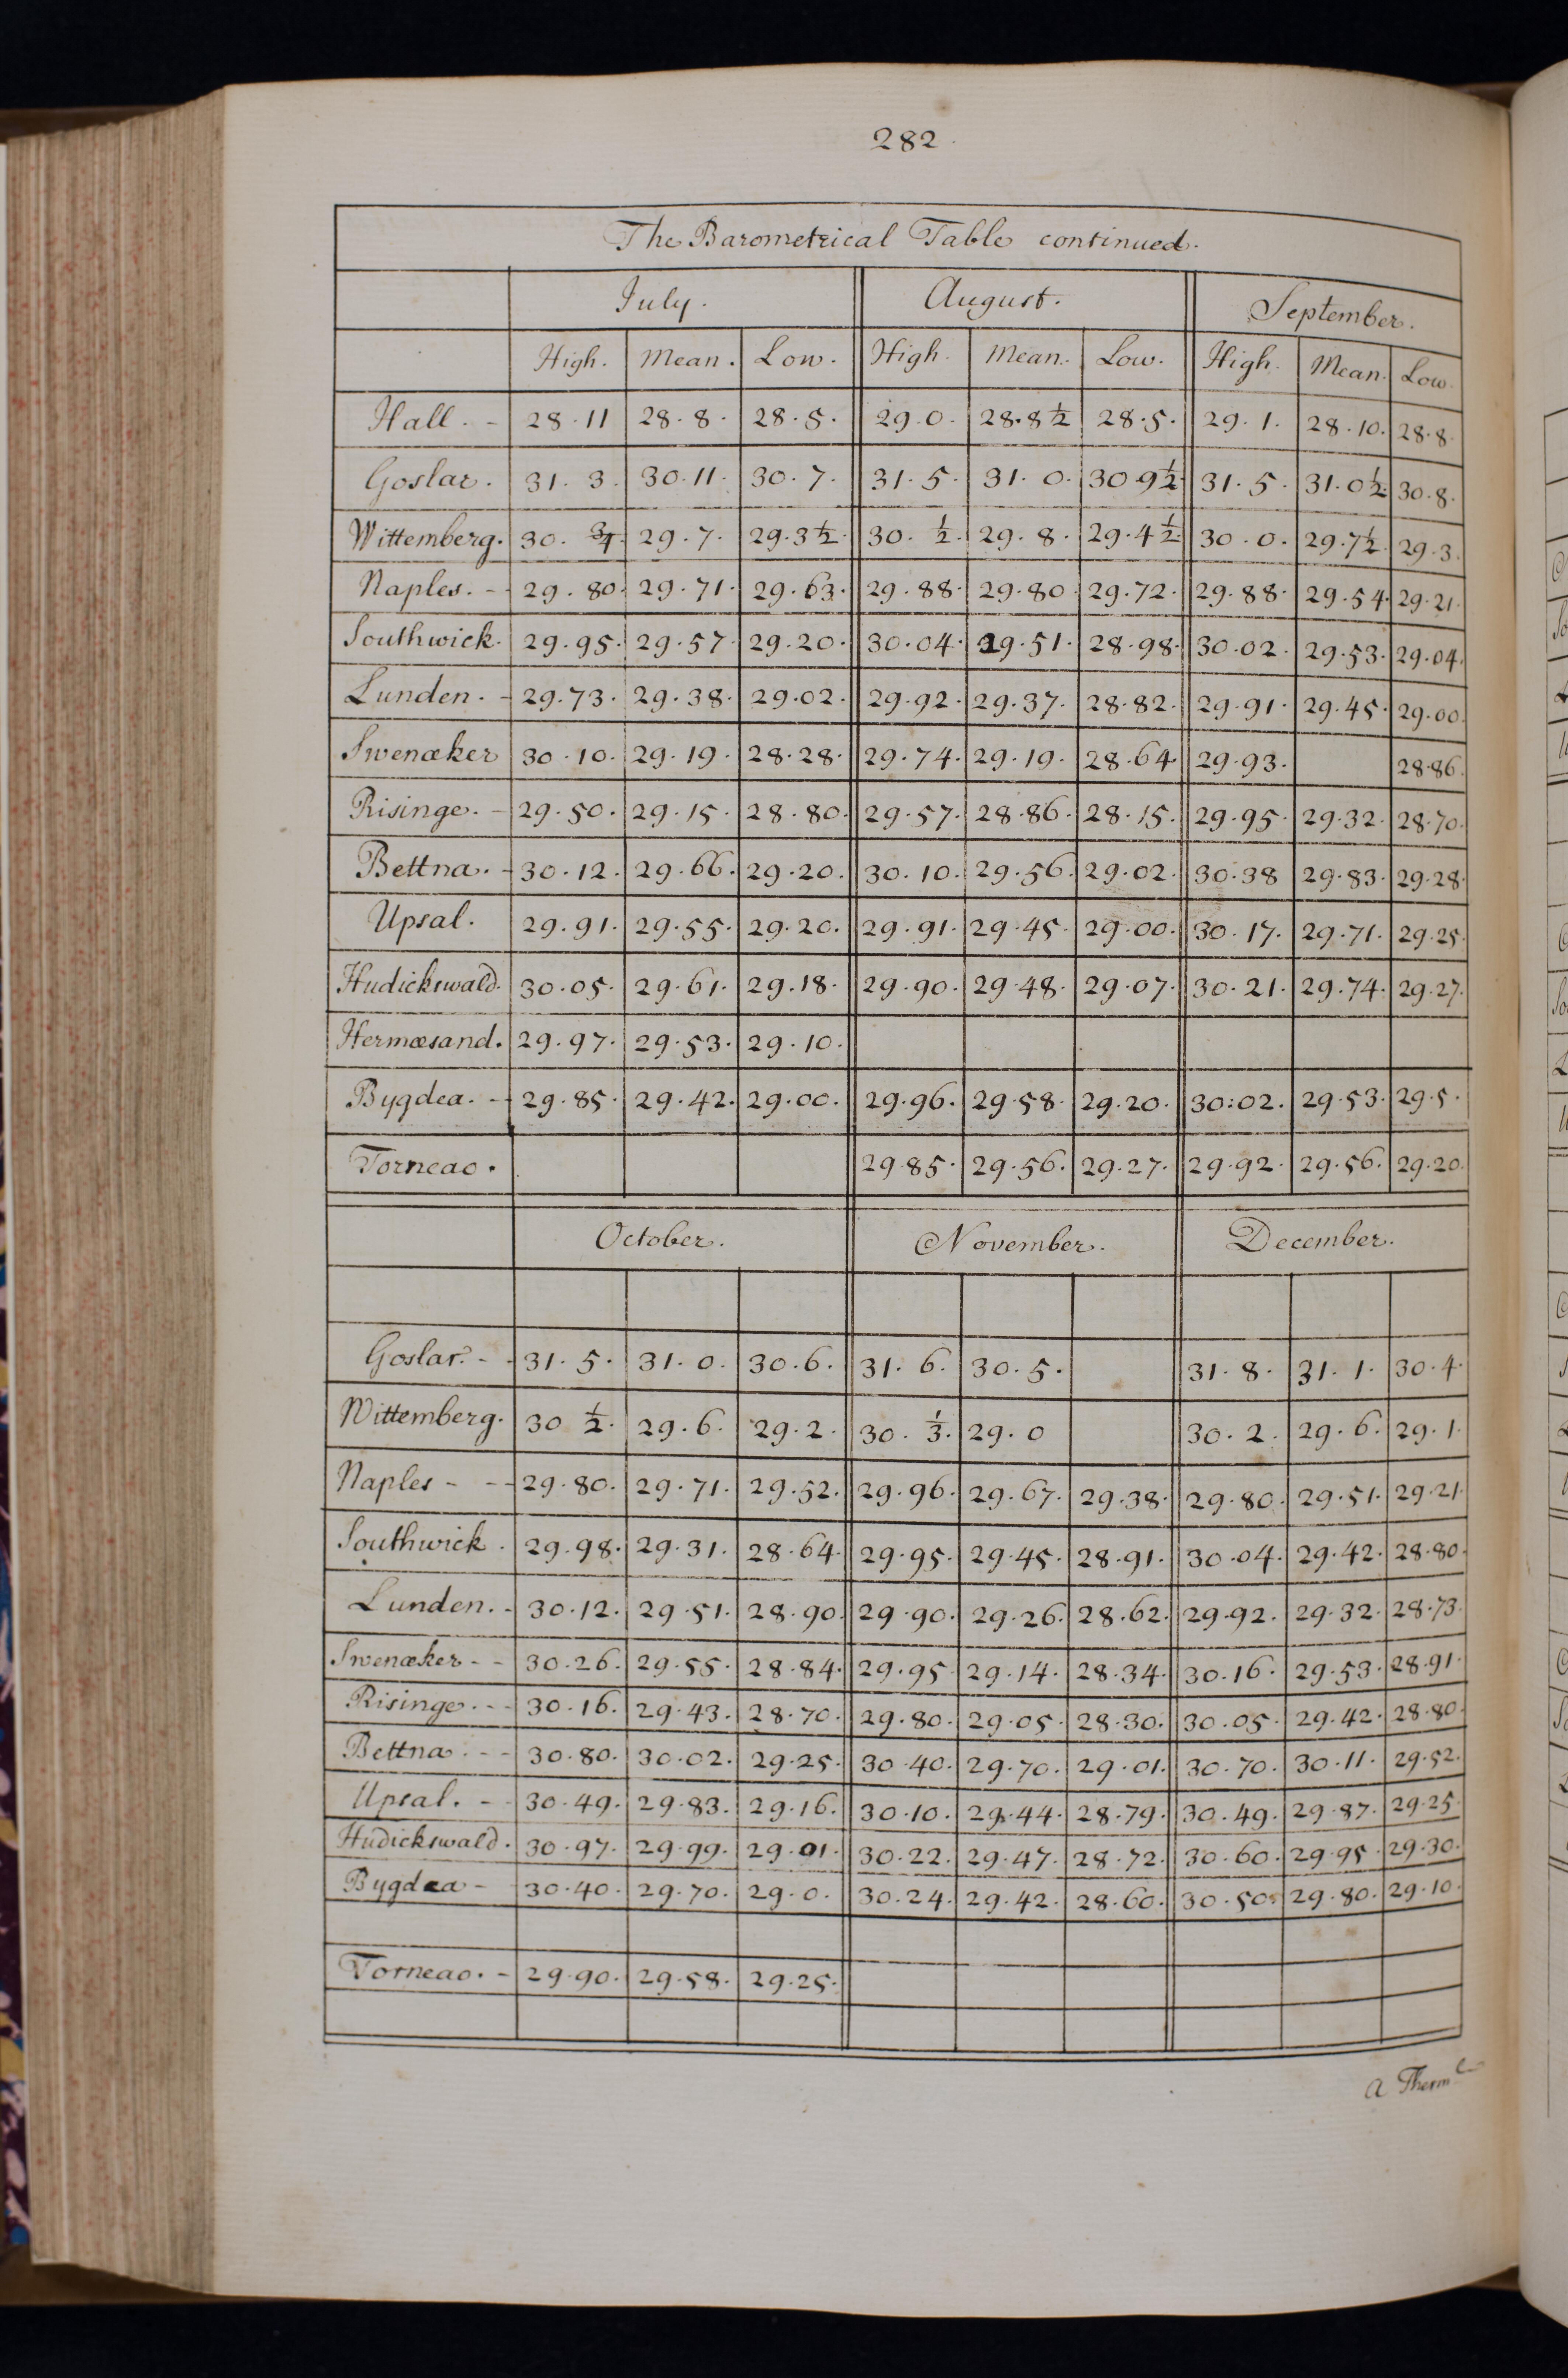 282.
The Barometrical Table continued.
July. August. September.
High. Mean. Low. High. Mean. Low. High. Mean. Low.
Hall. - 28.11 28.8. 28.5. 29.0. 28.8½ 28.5. 29.1. 28.10. 28.8.
Goslar. 31.3. 30.11. 30.7. 31.5. 31.0. 30 9½ 31.5. 31.0½ 30.8.
Wittemberg. 30.¾. 29.7. 29.3½ 30.½. 29.8. 29.4½ 30.0. 29.7½ 29.3.
Naples. - 29.80. 29.71. 29.63. 29.88. 29.80. 29.72. 29.88. 29.54. 29.21.
Southwick. 29.95. 29.57. 29.20. 30.04. 29.51. 28.98. 30.02. 29.53. 29.04.
Lunden. - 29.73. 29.38. 29.02. 29.92. 29.37. 28.82. 29.91. 29.45. 29.00.
Swenæker 30.10. 29.19. 28.28. 29.74. 29.19. 28.64. 29.93. 28.86.
Risinge. - 29.50. 29.15. 28.80. 29.57. 28.86. 28.15. 29.95. 29.32. 28.70.
Bettna. - 30.12. 29.66. 29.20. 30.10. 29.56. 29.02. 30.38 29.83. 29.28.
Upsal. 29.91. 29.55. 29.20. 29.91. 29.45. 29.00. 30.17. 29.71. 29.25.
Hudickswald. 30.05. 29.61. 29.18. 29.90. 29.48. 29.07. 30.21. 29.74. 29.27.
Hermæsand. 29.97. 29.53. 29.10.
Bygdea. - 29.85. 29.42. 29.00. 29.96. 29.58. 29.20. 30:02. 29.53. 29.5.
Torneao. 29.85. 29.56. 29.27. 29.92. 29.56. 29.20.
October. November. December.
Goslar. - - 31.5. 31.0. 30.6. 31.6. 30.5. 31.8. 31.1. 30.4.
Wittemberg. 30 ½. 29.6. 29.2. 30.⅓. 29.0 30.2. 29.6. 29.1.
Naples - - - 29.80. 29.71. 29.52. 29.96. 29.67. 29.38. 29.80. 29.51. 29.21.
Southwick. 29.98. 29.31. 28.64. 29.95. 29.45. 28.91. 30.04. 29.42. 28.80.
Lunden. - 30.12. 29.51. 28.90. 29.90. 29.26. 28.62. 29.92. 29.32. 28.73.
Swenæker - - 30.26. 29.55. 28.84. 29.95 29.14. 28.34. 30.16. 29.53. 28.91.
Risinge. - - 30.16. 29.43. 28.70. 29.80. 29.05. 28.30. 30.05. 29.42. 28.80.
Bettna. - - 30.80. 30.02. 29.25. 30.40. 29.70. 29.01. 30.70. 30.11. 29.52.
Upsal. - - 30.49. 29.83. 29.16. 30.10. 29.44. 28.79. 30.49. 29.87. 29.25.
Hudickswald. 30.97. 29.99. 29.01. 30.22. 29.47. 28.72. 30.60. 29.95. 29.30.
Bygdea - 30.40. 29.70. 29.0. 30.24. 29.42. 28.60. 30.50. 29.80. 29.10.
Torneao. - 29.90. 29.58. 29.25.
A Therm.l